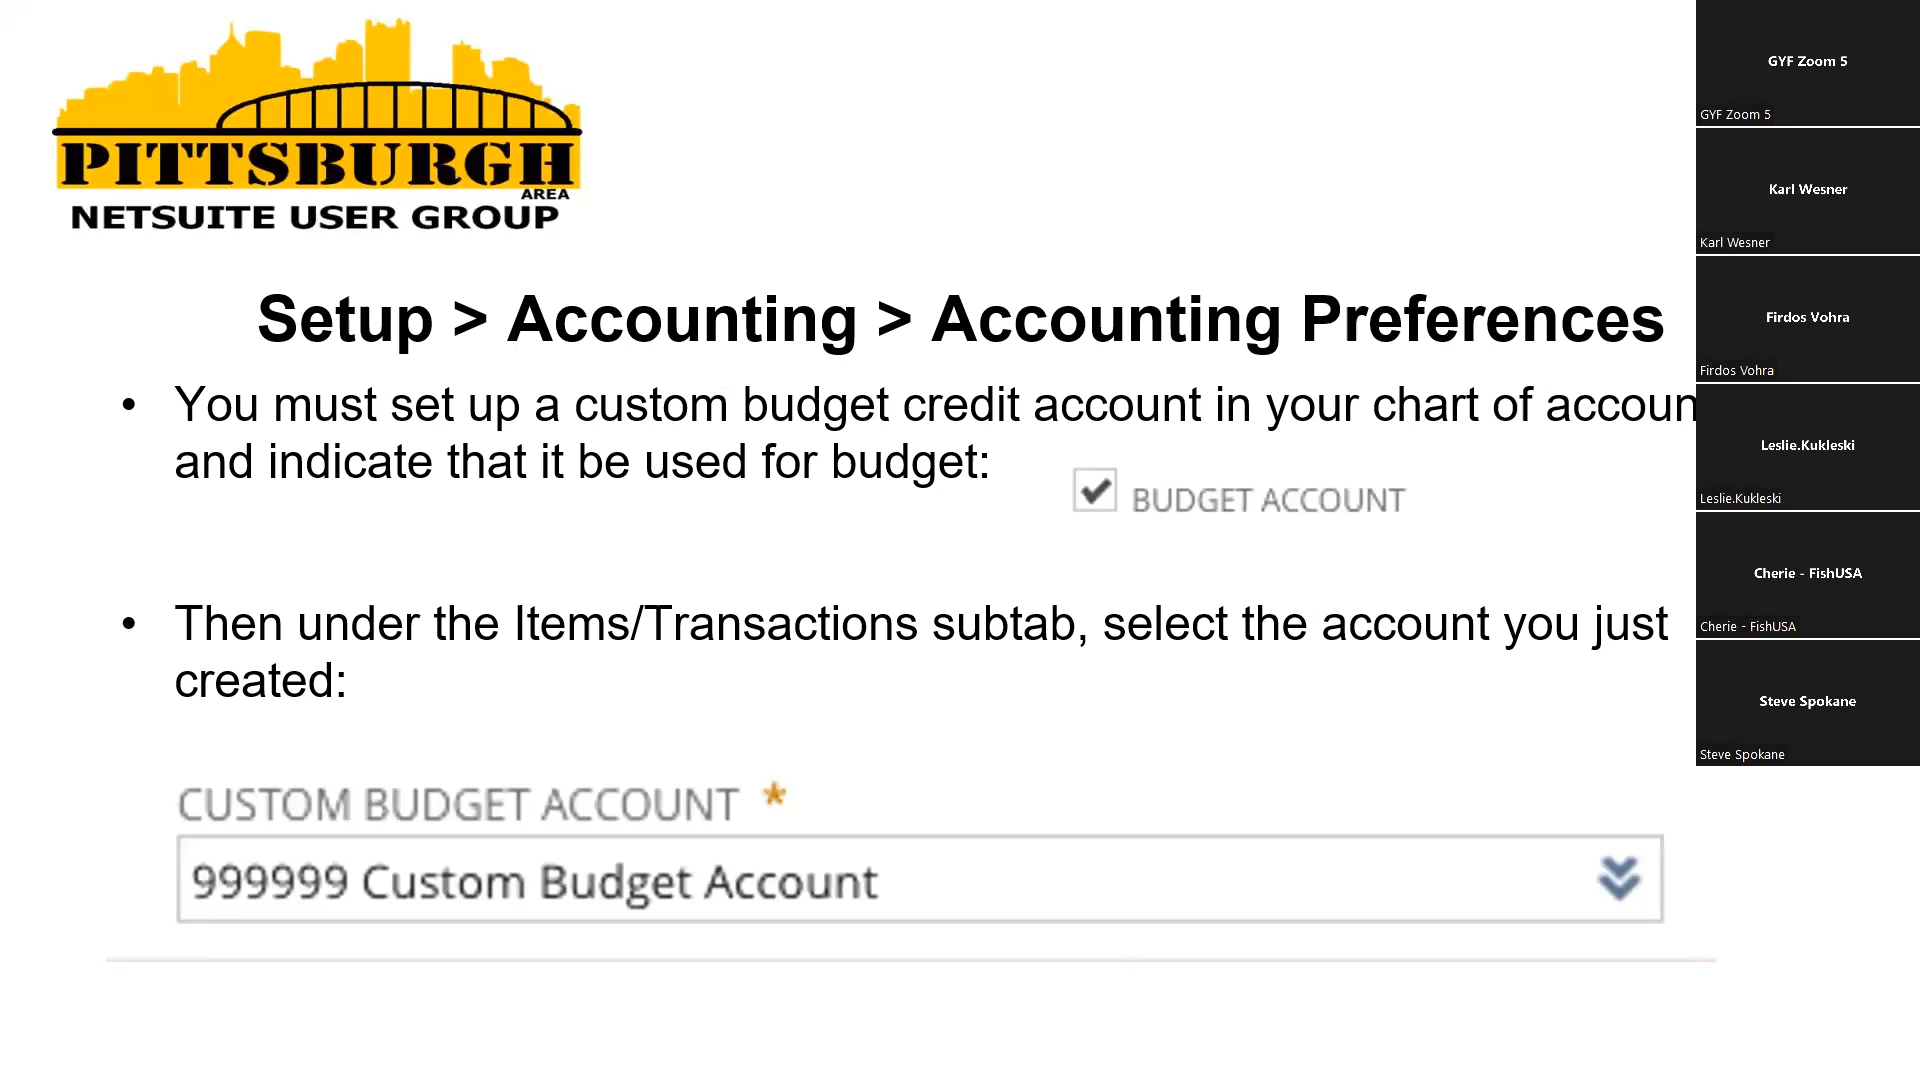 PITTSBURGH
AREA
NETSUITE USER GROUP
Setup > Accounting > Accounting Preferences
• You must set up a custom budget credit account in your chart of accoun
and indicate that it be used for budget:
BUDGET ACCOUNT
• Then under the Items/Transactions subtab, select the account you just
created:
CUSTOM BUDGET ACCOUNT *
999999 Custom Budget Account
GYF Zoom 5
GYF Zoom 5
Karl Wesner
Karl Wesner
Firdos Vohra
Firdos Vohra
Leslie.Kukleski
Leslie.Kukleski
Cherie - FishUSA
Cherie - FishUSA
Steve Spokane
Steve Spokane